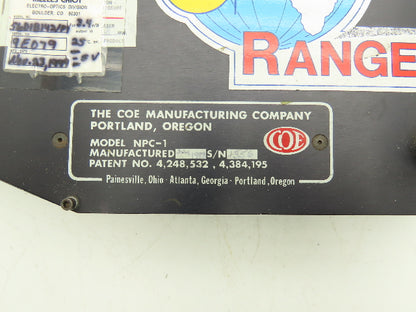 ELECTRO-OPTICS DIVISION
BOULDER CO 80301
RANGE
THE COE MANUFACTURING COMPANY
PORTLAND, OREGON
MODEL NPC-1
MANUFACTURED S/N
COE
PATENT NO. 4,248,532 , 4,384,195
Painesville, Ohio · Atlanta, Georgia · Portland, Oregon